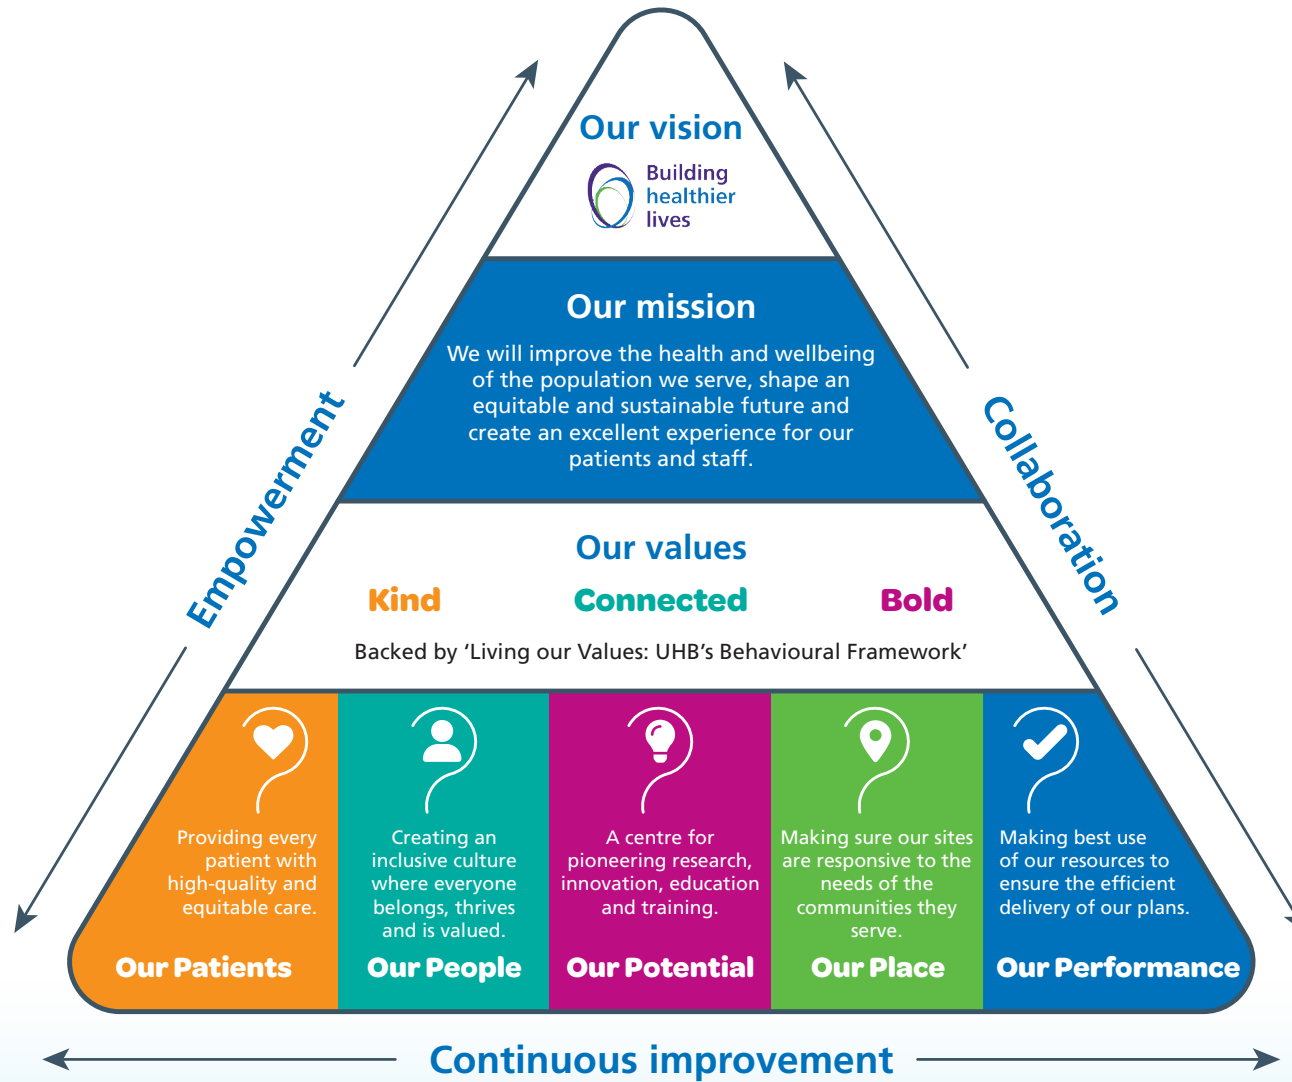 Our vision
Building
healthier
lives
Our mission
We will improve the health and wellbeing
of the population we serve, shape an
equitable and sustainable future and
create an excellent experience for our
patients and staff.
Empowerment
Collaboration
Our values
Kind
Connected
Bold
Backed by ‘Living our Values: UHB’s Behavioural Framework’
Providing every
patient with
high-quality and
equitable care.
Our Patients
Creating an
inclusive culture
where everyone
belongs, thrives
and is valued.
Our People
A centre for
pioneering research,
innovation, education
and training.
Our Potential
Making sure our sites
are responsive to the
needs of the
communities they
serve.
Our Place
Making best use
of our resources to
ensure the efficient
delivery of our plans.
Our Performance
Continuous improvement